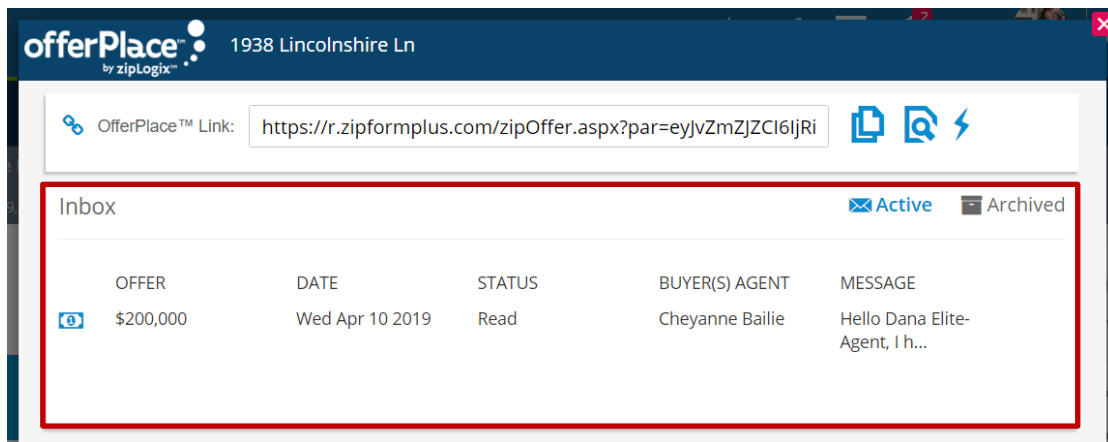 offerPlace™
by zipLogix™
1938 Lincolnshire Ln
OfferPlace™ Link:
https://r.zipformplus.com/zipOffer.aspx?par=eyJvZmZJZCI6IjRi
Inbox
Active
Archived
OFFER DATE STATUS BUYER(S) AGENT MESSAGE
$200,000 Wed Apr 10 2019 Read Cheyanne Bailie Hello Dana Elite-
Agent, I h...